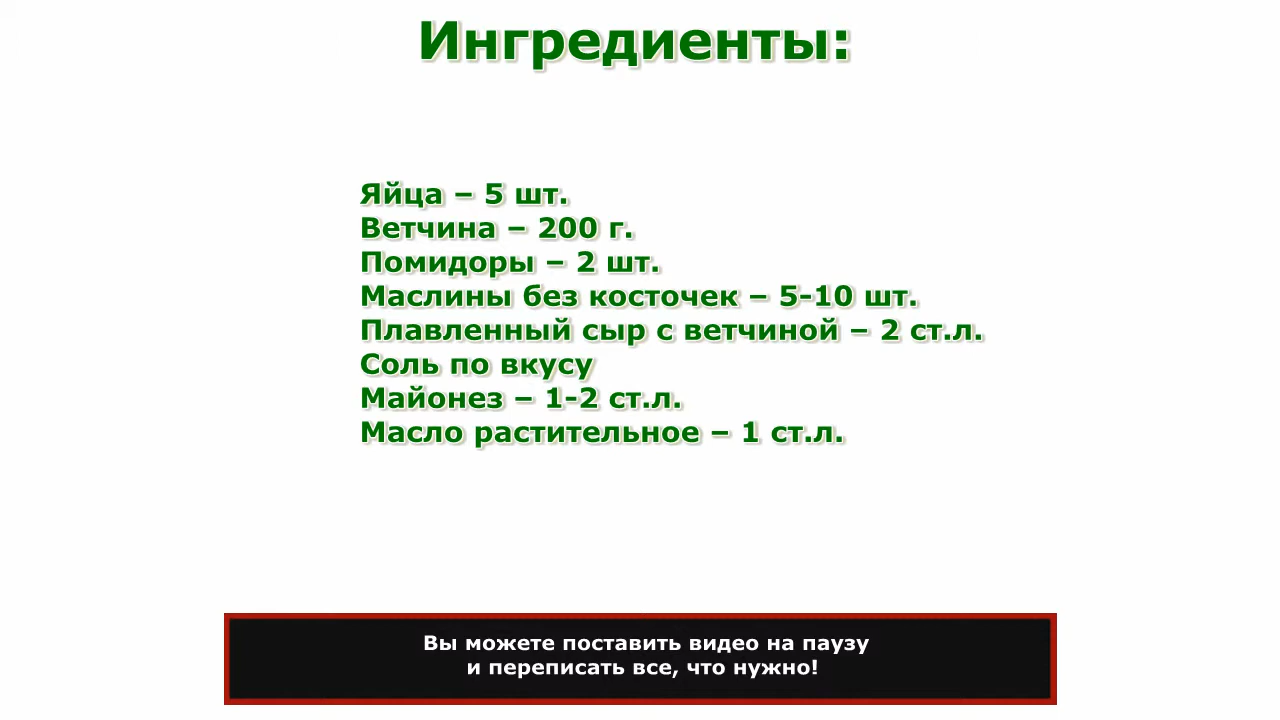 Ингредиенты:
Яйца – 5 шт.
Ветчина – 200 г.
Помидоры – 2 шт.
Маслины без косточек – 5-10 шт.
Плавленный сыр с ветчиной – 2 ст.л.
Соль по вкусу
Майонез – 1-2 ст.л.
Масло растительное – 1 ст.л.
Вы можете поставить видео на паузу
и переписать все, что нужно!